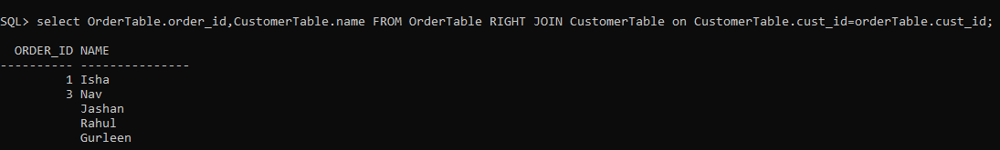 SQL> select OrderTable.order_id,CustomerTable.name FROM OrderTable RIGHT JOIN CustomerTable on CustomerTable.cust_id=orderTable.cust_id;
ORDER_ID NAME
---------- ---------------
1 Isha
3 Nav
Jashan
Rahul
Gurleen